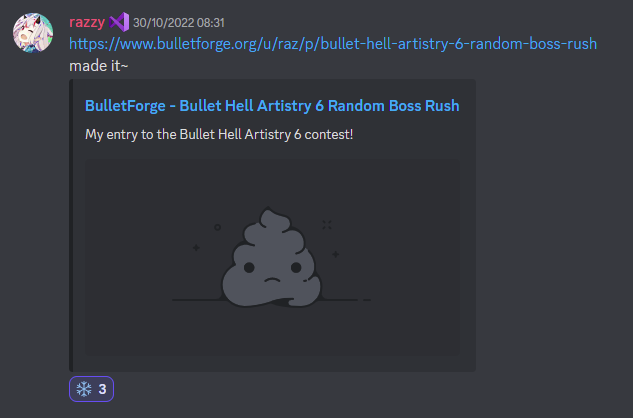 razzy 30/10/2022 08:31
https://www.bulletforge.org/u/raz/p/bullet-hell-artistry-6-random-boss-rush
made it~
BulletForge - Bullet Hell Artistry 6 Random Boss Rush
My entry to the Bullet Hell Artistry 6 contest!
3